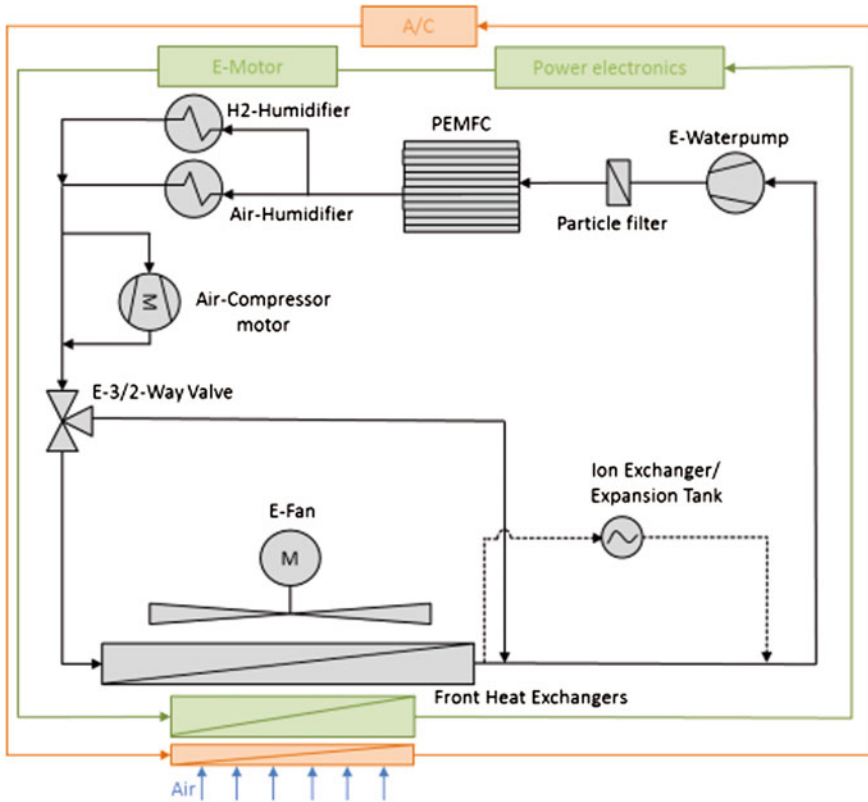 A/C
E-Motor
Power electronics
H2-Humidifier
PEMFC
E-Waterpump
Air-Humidifier
Particle filter
M
Air-Compressor
motor
E-3/2-Way Valve
Ion Exchanger/
Expansion Tank
E-Fan
M
Front Heat Exchangers
Air